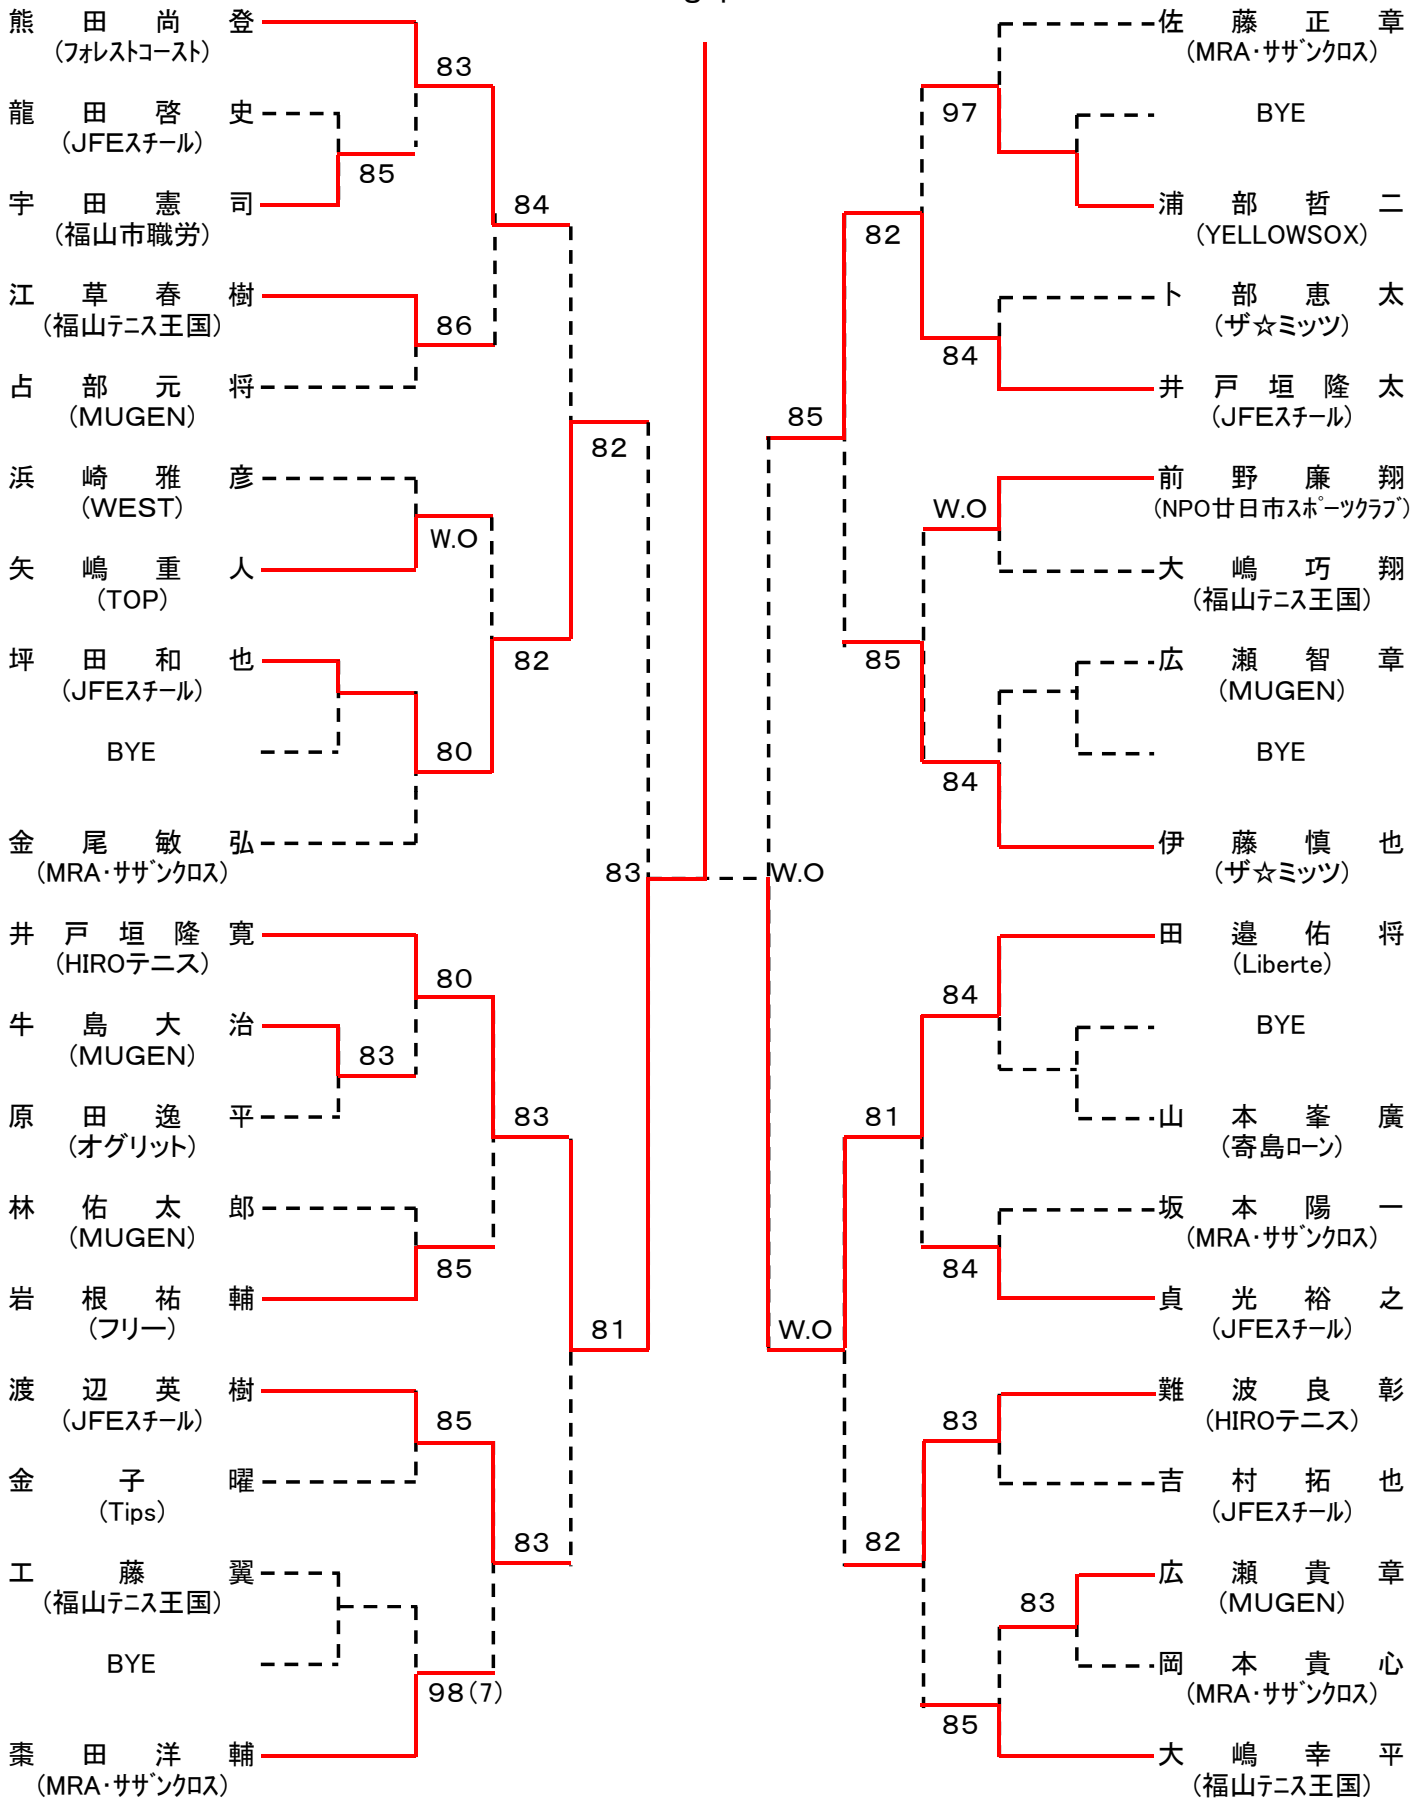 熊田尚登
(フォレストコースト)
龍田啓史
(JFEスチール)
宇田憲司
(福山市職労)
江草春樹
(福山テニス王国)
占部元将
(MUGEN)
浜崎雅彦
(WEST)
矢嶋重人
(TOP)
坪田和也
(JFEスチール)
BYE
金尾敏弘
(MRA・サザンクロス)
井戸垣隆寛
(HIROテニス)
牛島大治
(MUGEN)
原田逸平
(オグリット)
林佑太郎
(MUGEN)
岩根祐輔
(フリー)
渡辺英樹
(JFEスチール)
金子曜
(Tips)
工藤翼
(福山テニス王国)
BYE
棗田洋輔
(MRA・サザンクロス)
83
85
84
86
82
W.O
82
80
83
80
83
83
85
81
85
83
98(7)
97
82
84
85
W.O
85
84
W.O
84
81
84
W.O
83
82
83
85
佐藤正章
(MRA・サザンクロス)
BYE
浦部哲二
(YELLOWSOX)
卜部恵太
(ザ☆ミッツ)
井戸垣隆太
(JFEスチール)
前野廉翔
(NPO廿日市スポーツクラブ)
大嶋巧翔
(福山テニス王国)
広瀬智章
(MUGEN)
BYE
伊藤慎也
(ザ☆ミッツ)
田邉佑将
(Liberte)
BYE
山本峯廣
(寄島ローン)
坂本陽一
(MRA・サザンクロス)
貞光裕之
(JFEスチール)
難波良彰
(HIROテニス)
吉村拓也
(JFEスチール)
広瀬貴章
(MUGEN)
岡本貴心
(MRA・サザンクロス)
大嶋幸平
(福山テニス王国)